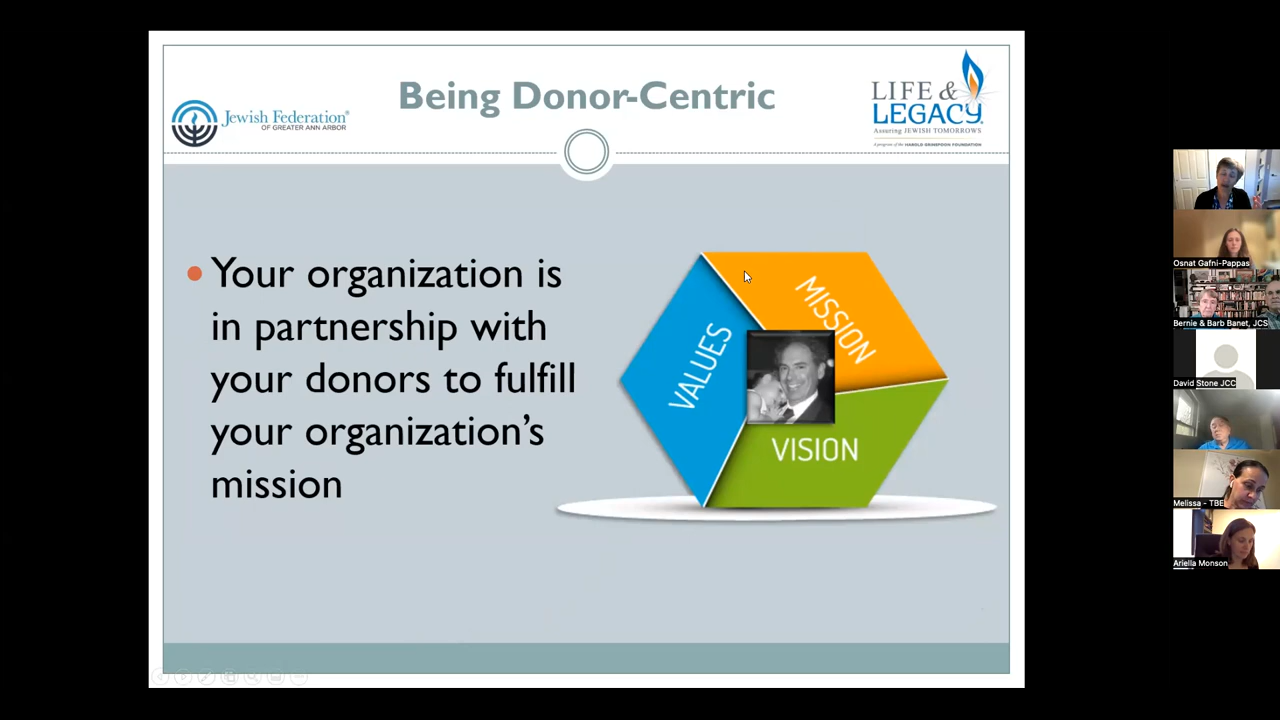 Being Donor-Centric
Jewish Federation®
OF GREATER ANN ARBOR
LIFE &
LEGACY®
Assuring JEWISH TOMORROWS
A program of the HAROLD GRINSPOON FOUNDATION
Your organization is
in partnership with
your donors to fulfill
your organization's
mission
VALUES
MISSION
VISION
Osnat Gafni-Pappas
Bernie & Barb Banet, JCS
David Stone JCC
Melissa - TBE
Ariella Monson